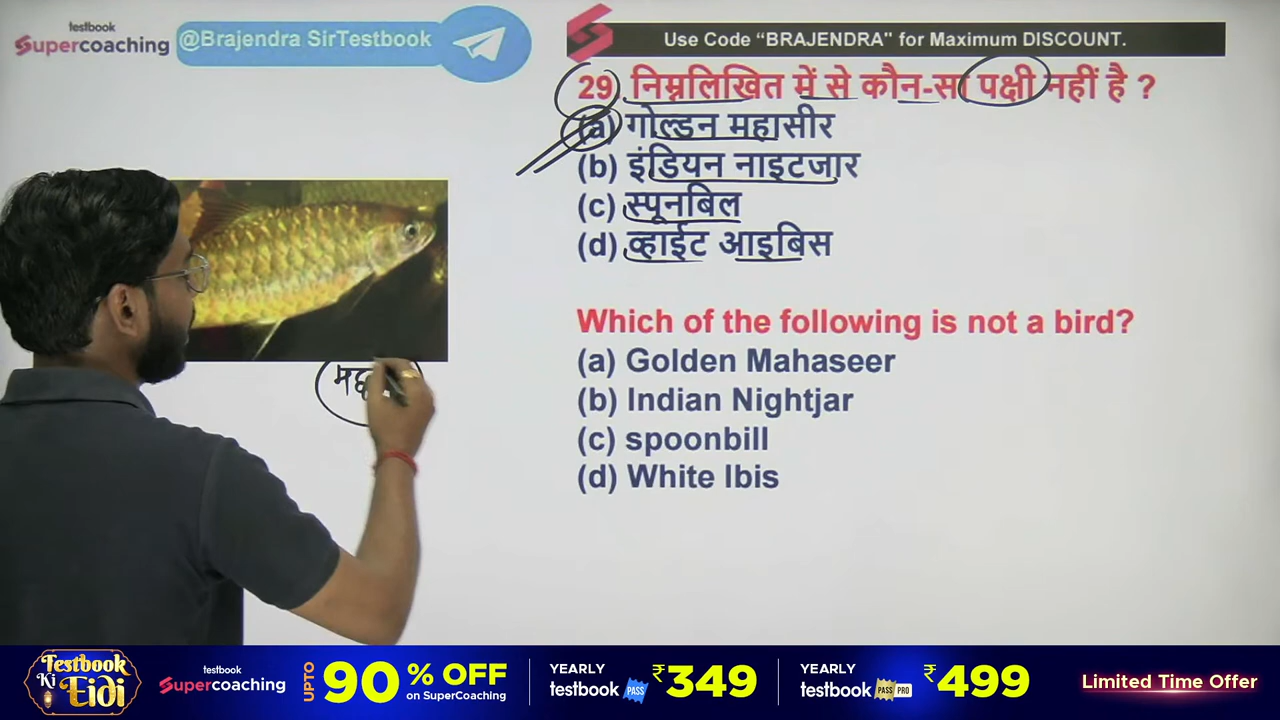 testbook
Supercoaching
@Brajendra SirTestbook
Use Code “BRAJENDRA" for Maximum DISCOUNT.
29. निम्नलिखित में से कौन-सा पक्षी नहीं है ?
(a) गोल्डन महासीर
(b) इंडियन नाइटजार
(c) स्पूनबिल
(d) व्हाईट आइबिस
Which of the following is not a bird?
(a) Golden Mahaseer
(b) Indian Nightjar
(c) spoonbill
(d) White Ibis
Testbook Ki Eidi
testbook
Supercoaching
UPTO 90% OFF
on SuperCoaching
YEARLY
testbook PASS
₹349
YEARLY
testbook PASS PRO
₹499
Limited Time Offer